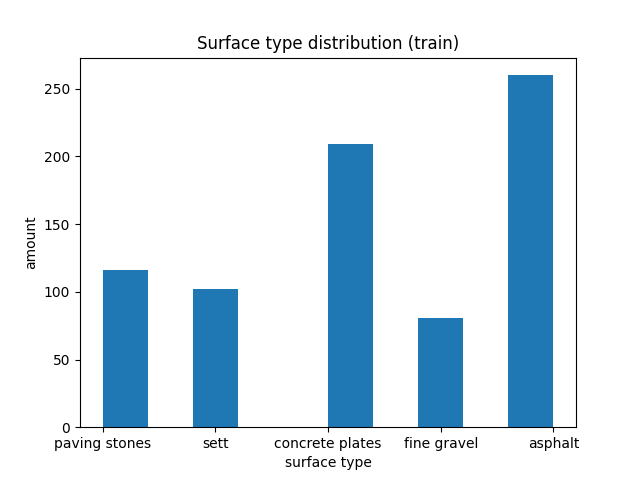 Surface type distribution (train)
250
200
150
100
50
0
amount
paving stones sett concrete plates fine gravel asphalt
surface type